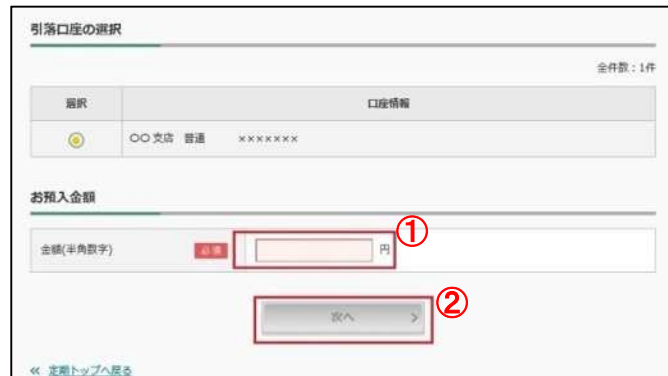 引落口座の選択
全件数：1件
選択 口座情報
〇〇支店 普通 ×××××××
お預入金額
金額(半角数字) 必須 円 ①
次へ > ②
≪ 定期トップへ戻る